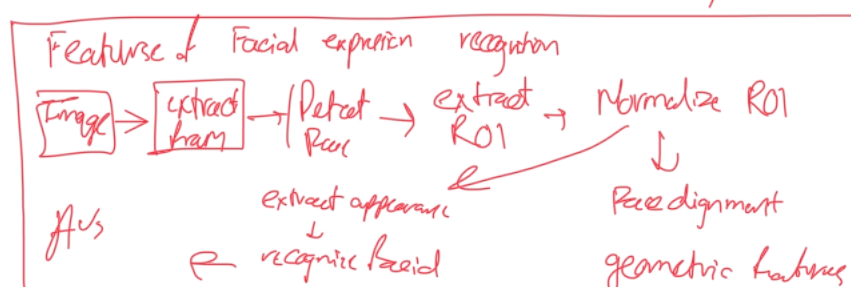 Features of Facial expresion recognition
Image → extract fram → Detect Face → extract ROI → Normalize ROI
extract appearance
Face alignment
AUs
recognize Facial
geometric features